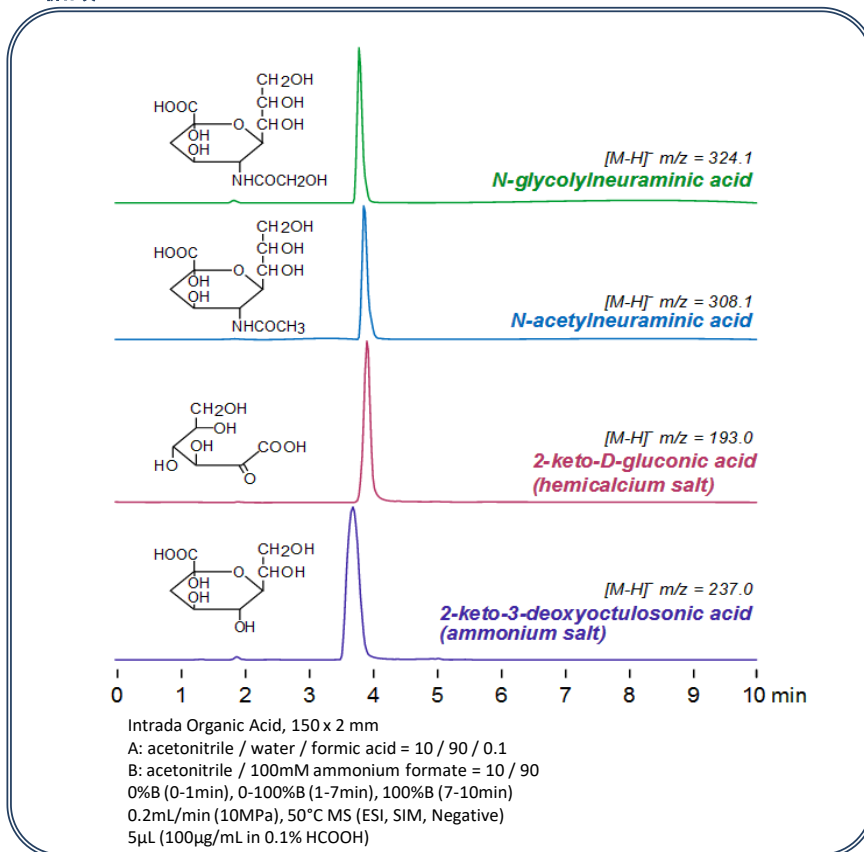 CH2OH
CHOH
HOOC
O
CHOH
OH
OH
NHCOCH2OH
[M-H]- m/z = 324.1
N-glycolylneuraminic acid
CH2OH
CHOH
HOOC
O
CHOH
OH
OH
NHCOCH3
[M-H]- m/z = 308.1
N-acetylneuraminic acid
CH2OH
OH
OH
COOH
HO
OH
O
[M-H]- m/z = 193.0
2-keto-D-gluconic acid
(hemicalcium salt)
HOOC
CH2OH
O
CHOH
OH
OH
OH
[M-H]- m/z = 237.0
2-keto-3-deoxyoctulosonic acid
(ammonium salt)
0 1 2 3 4 5 6 7 8 9 10 min
Intrada Organic Acid, 150 x 2 mm
A: acetonitrile / water / formic acid = 10 / 90 / 0.1
B: acetonitrile / 100mM ammonium formate = 10 / 90
0%B (0-1min), 0-100%B (1-7min), 100%B (7-10min)
0.2mL/min (10MPa), 50°C MS (ESI, SIM, Negative)
5μL (100μg/mL in 0.1% HCOOH)